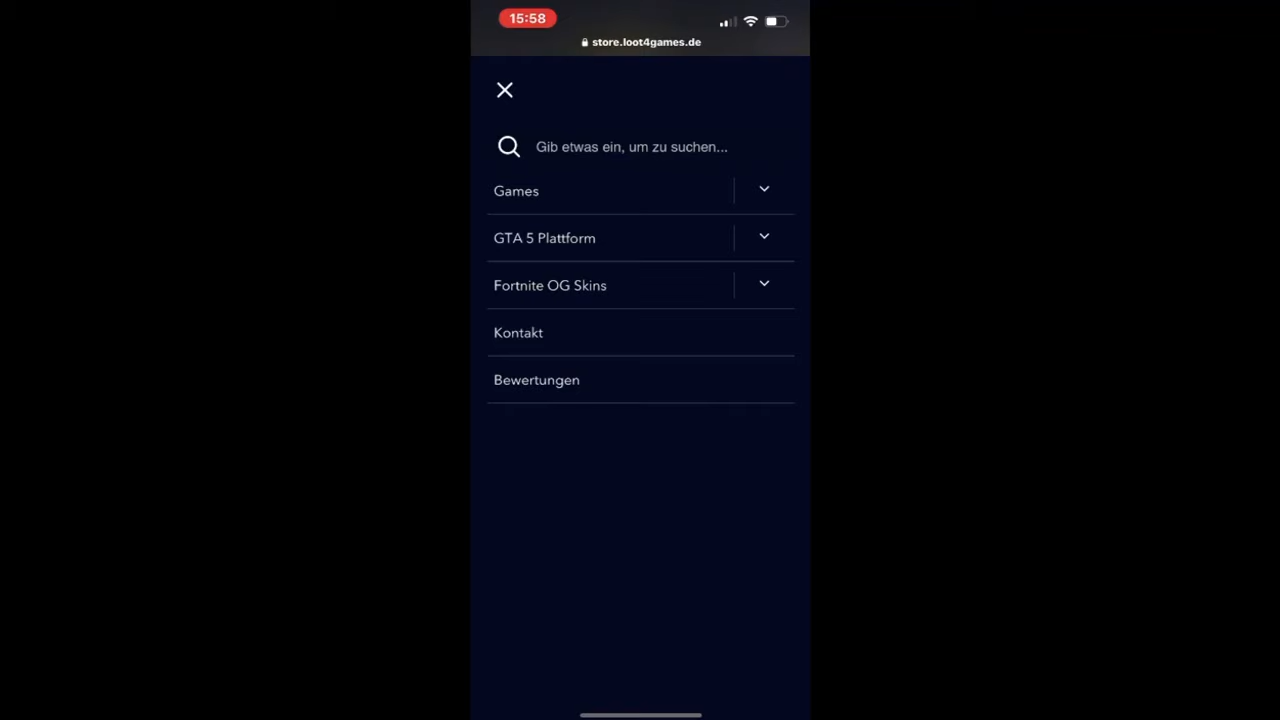 15:58
store.loot4games.de
Gib etwas ein, um zu suchen...
Games
GTA 5 Plattform
Fortnite OG Skins
Kontakt
Bewertungen